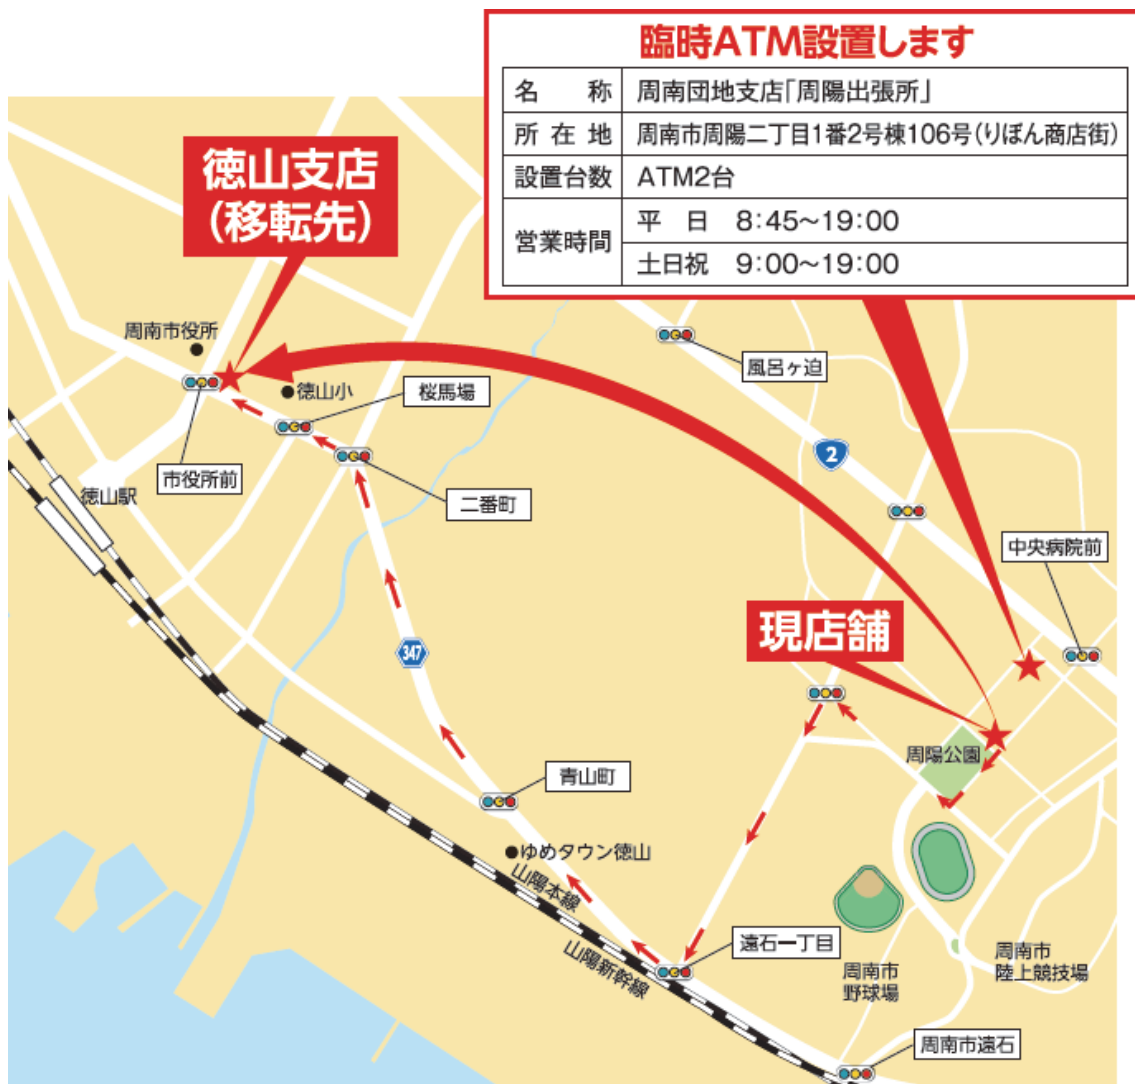 臨時ATM設置します
名 称 周南団地支店「周陽出張所」
所在地 周南市周陽二丁目1番2号棟106号(りぼん商店街)
設置台数 ATM2台
営業時間
平 日 8:45〜19:00
土日祝 9:00〜19:00
徳山支店
(移転先)
周南市役所
徳山小
桜馬場
風呂ヶ迫
2
市役所前
徳山駅
二番町
中央病院前
現店舗
347
周陽公園
青山町
ゆめタウン徳山
山陽本線
山陽新幹線
遠石一丁目
周南市
野球場
周南市
陸上競技場
周南市遠石